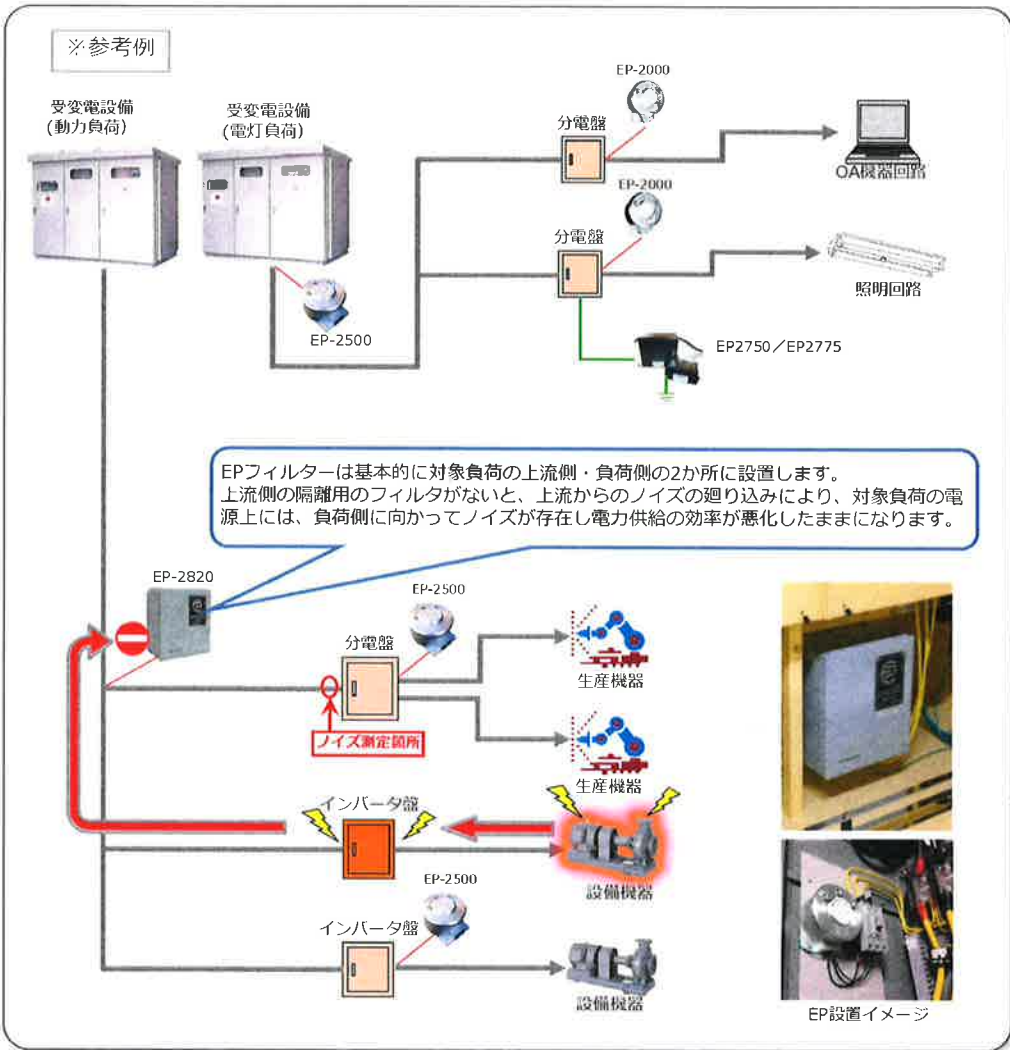 ※参考例
受変電設備
(動力負荷)
受変電設備
(電灯負荷)
EP-2500
分電盤
EP-2000
OA機器回路
EP-2000
分電盤
照明回路
EP2750/EP2775
EPフィルターは基本的に対象負荷の上流側・負荷側の2か所に設置します。
上流側の隔離用のフィルタがないと、上流からのノイズの廻り込みにより、対象負荷の電
源上には、負荷側に向かってノイズが存在し電力供給の効率が悪化したままになります。
EP-2820
EP-2500
分電盤
生産機器
ノイズ測定箇所
生産機器
インバータ盤
設備機器
EP-2500
インバータ盤
設備機器
EP設置イメージ